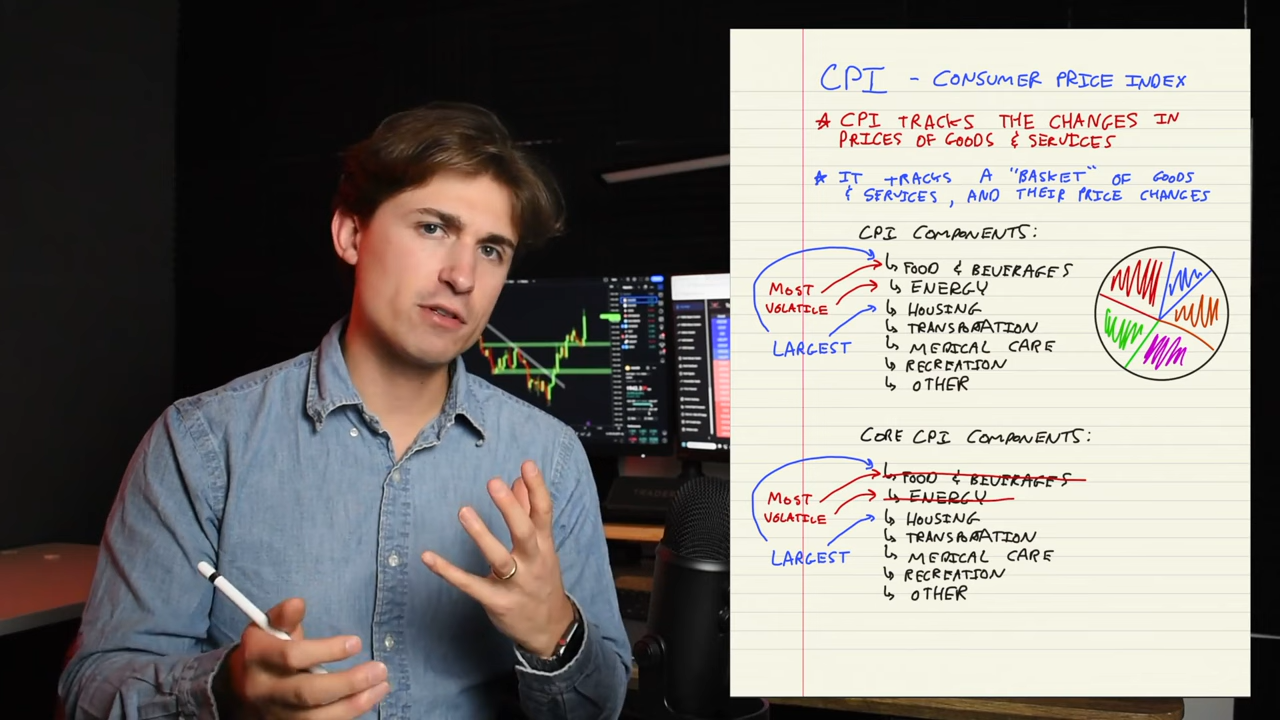 CPI - CONSUMER PRICE INDEX
CPI TRACKS THE CHANGES IN
PRICES OF GOODS & SERVICES
IT TRACKS A "BASKET" OF GOODS
& SERVICES, AND THEIR PRICE CHANGES
CPI COMPONENTS:
FOOD & BEVERAGES
ENERGY
HOUSING
TRANSPORATION
MEDICAL CARE
RECREATION
OTHER
MOST
VOLATILE
LARGEST
CORE CPI COMPONENTS:
FOOD & BEVERAGES
ENERGY
HOUSING
TRANSPORATION
MEDICAL CARE
RECREATION
OTHER
MOST
VOLATILE
LARGEST